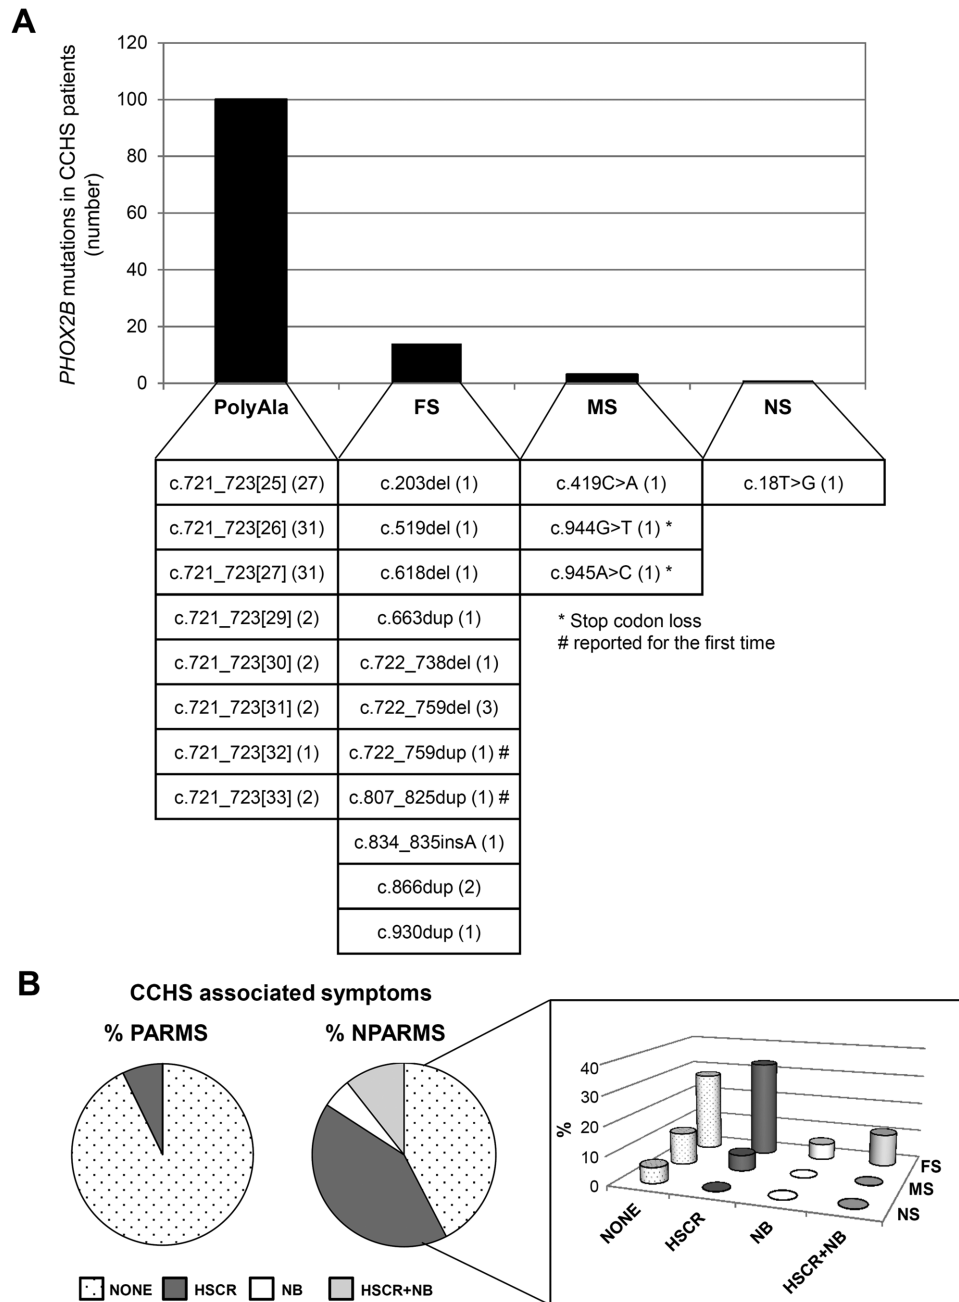 A
PHOX2B mutations in CCHS patients
(number)
120
100
80
60
40
20
0
PolyAla
FS
MS
NS
c.721_723[25] (27)
c.203del (1)
c.419C>A (1)
c.18T>G (1)
c.721_723[26] (31)
c.519del (1)
c.944G>T (1) *
c.721_723[27] (31)
c.618del (1)
c.945A>C (1) *
c.721_723[29] (2)
c.663dup (1)
* Stop codon loss
# reported for the first time
c.721_723[30] (2)
c.722_738del (1)
c.721_723[31] (2)
c.722_759del (3)
c.721_723[32] (1)
c.722_759dup (1) #
c.721_723[33] (2)
c.807_825dup (1) #
c.834_835insA (1)
c.866dup (2)
c.930dup (1)
B
CCHS associated symptoms
% PARMS
% NPARMS
%
40
30
20
10
0
FS
MS
NS
NONE
HSCR
NB
HSCR+NB
NONE
HSCR
NB
HSCR+NB